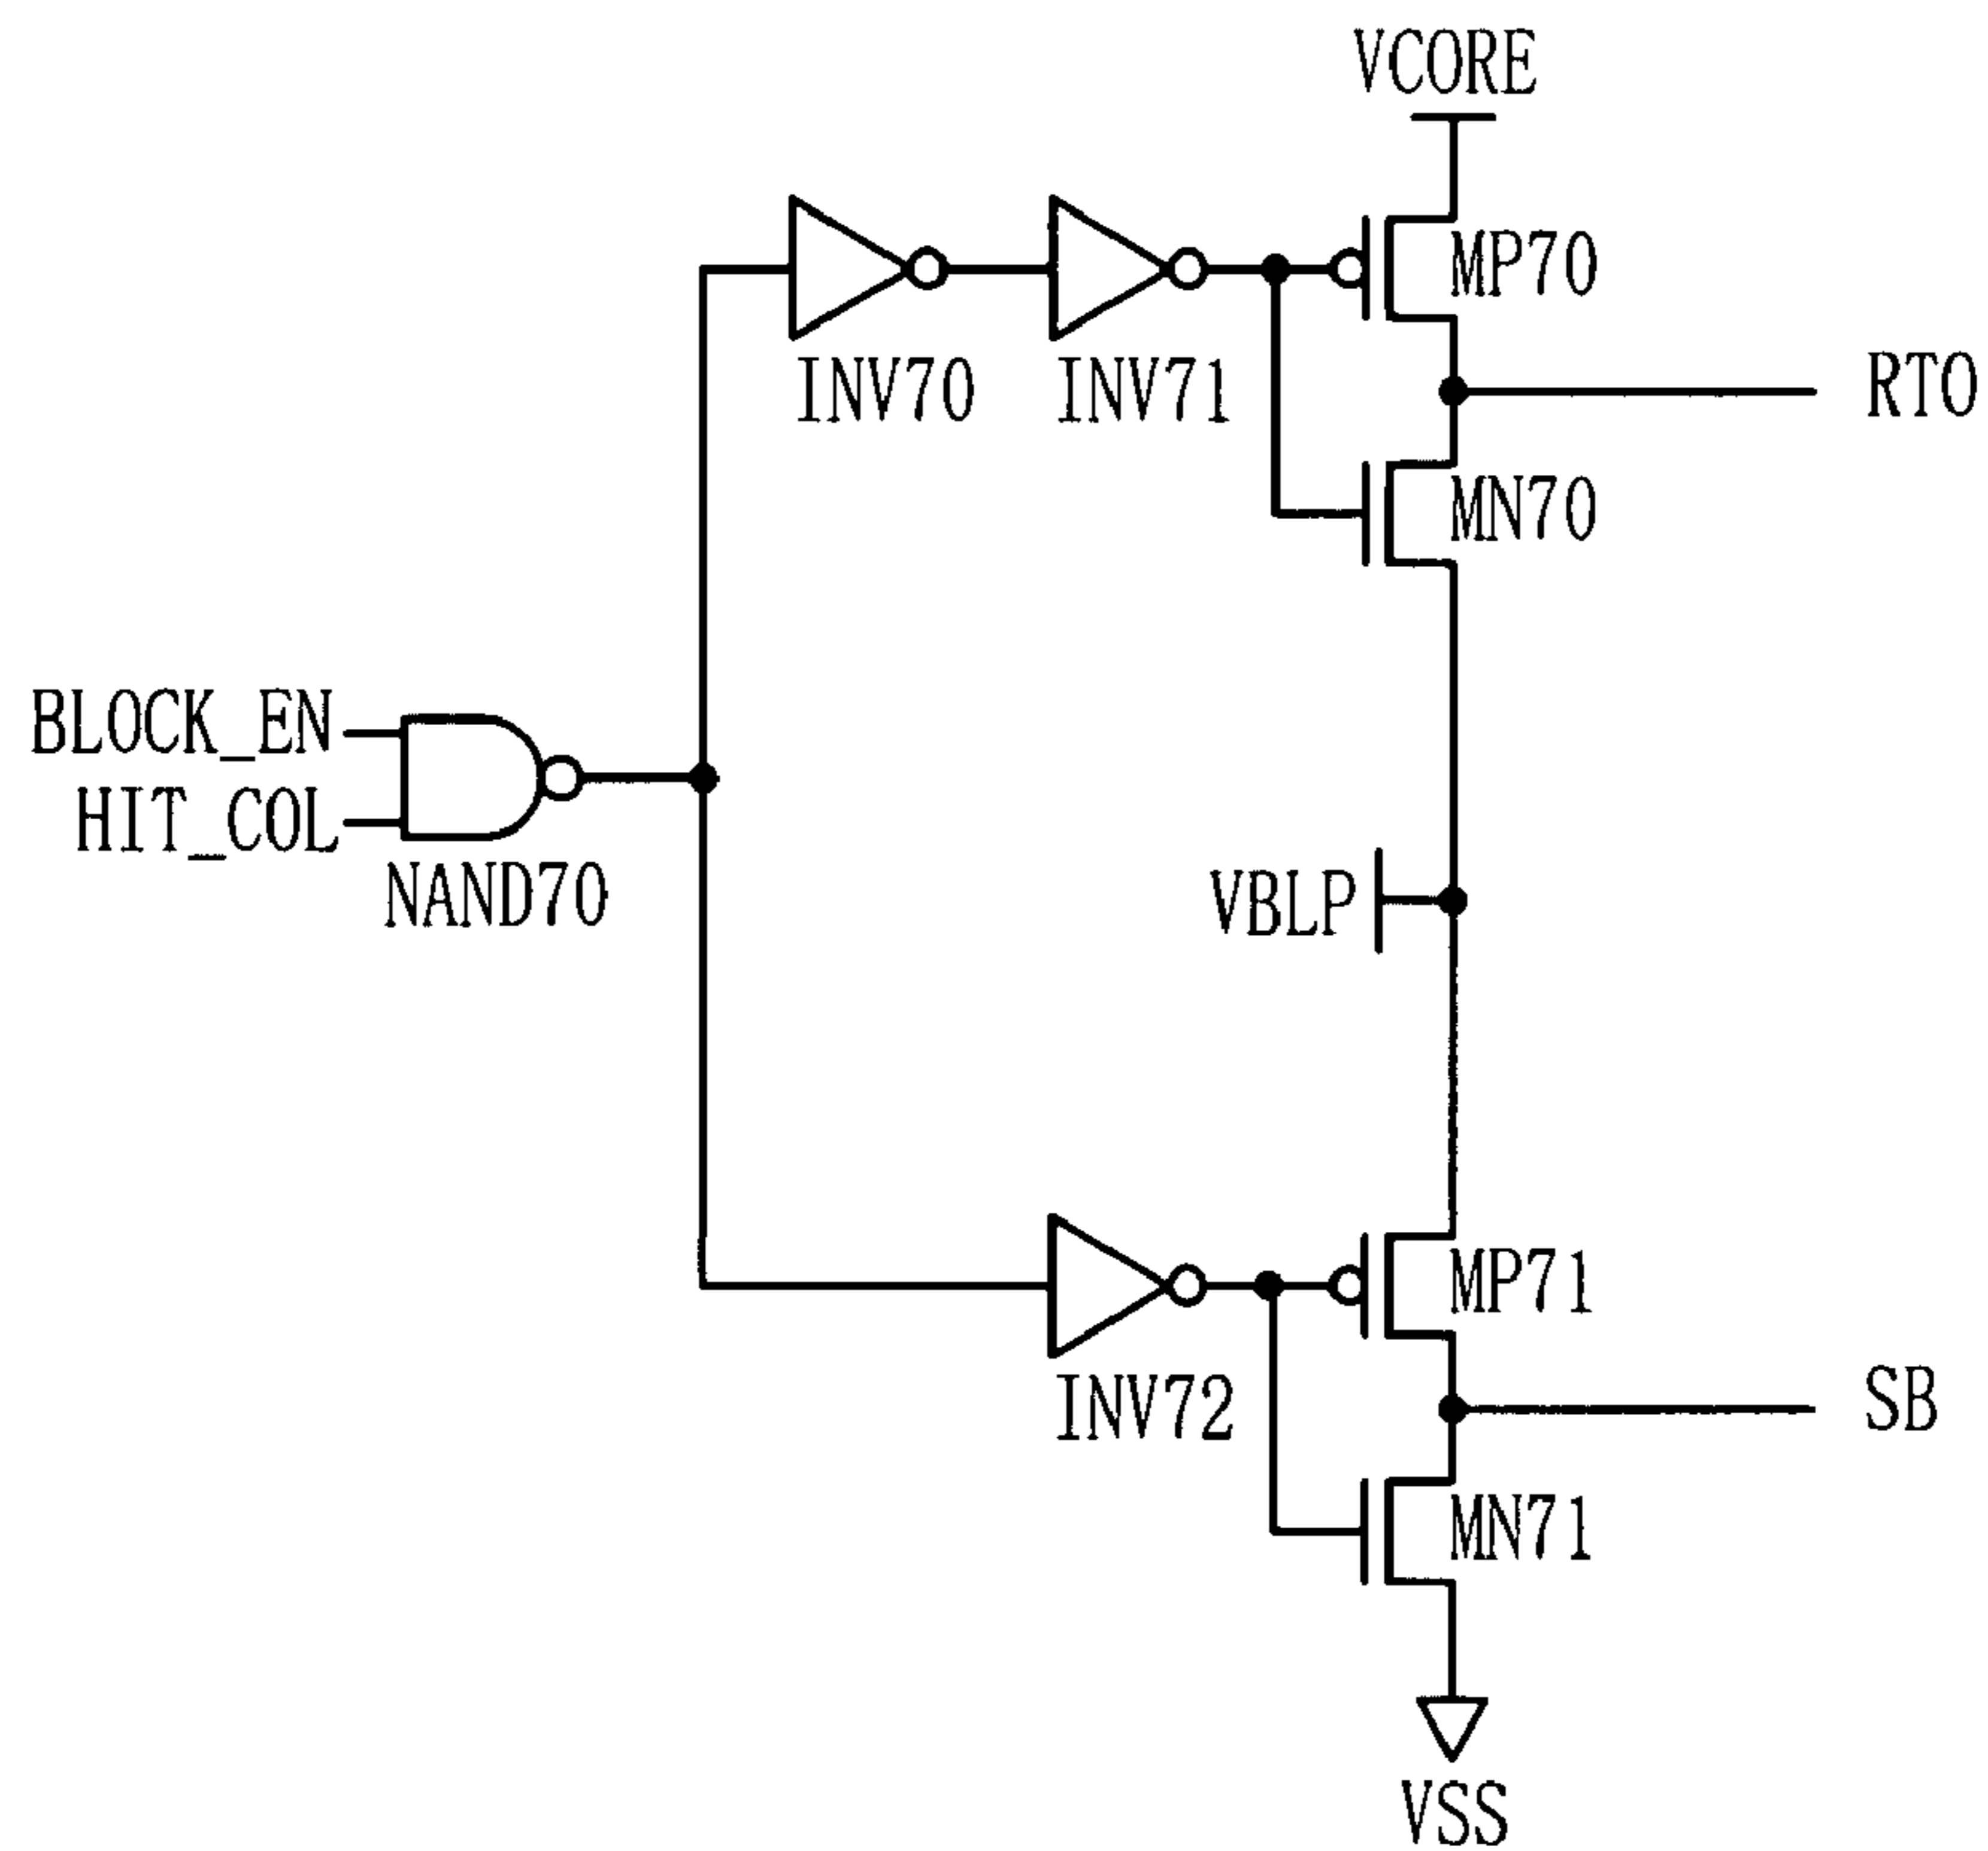 VCORE
MP70
INV70
INV71
RTO
MN70
BLOCK_EN
HIT_COL
NAND70
VBLP
MP71
INV72
SB
MN71
VSS